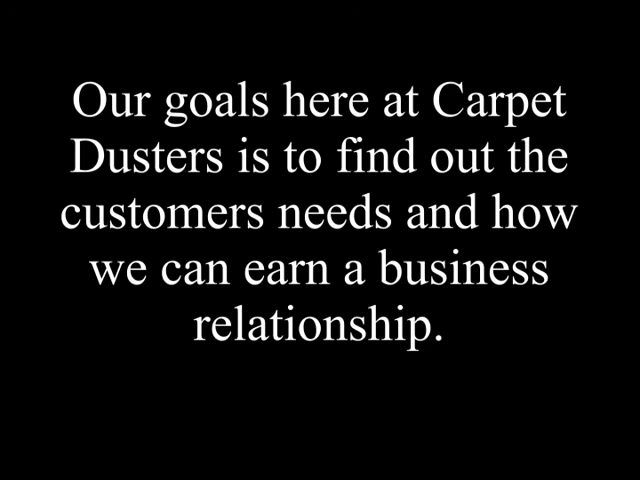 Our goals here at Carpet
Dusters is to find out the
customers needs and how
we can earn a business
relationship.